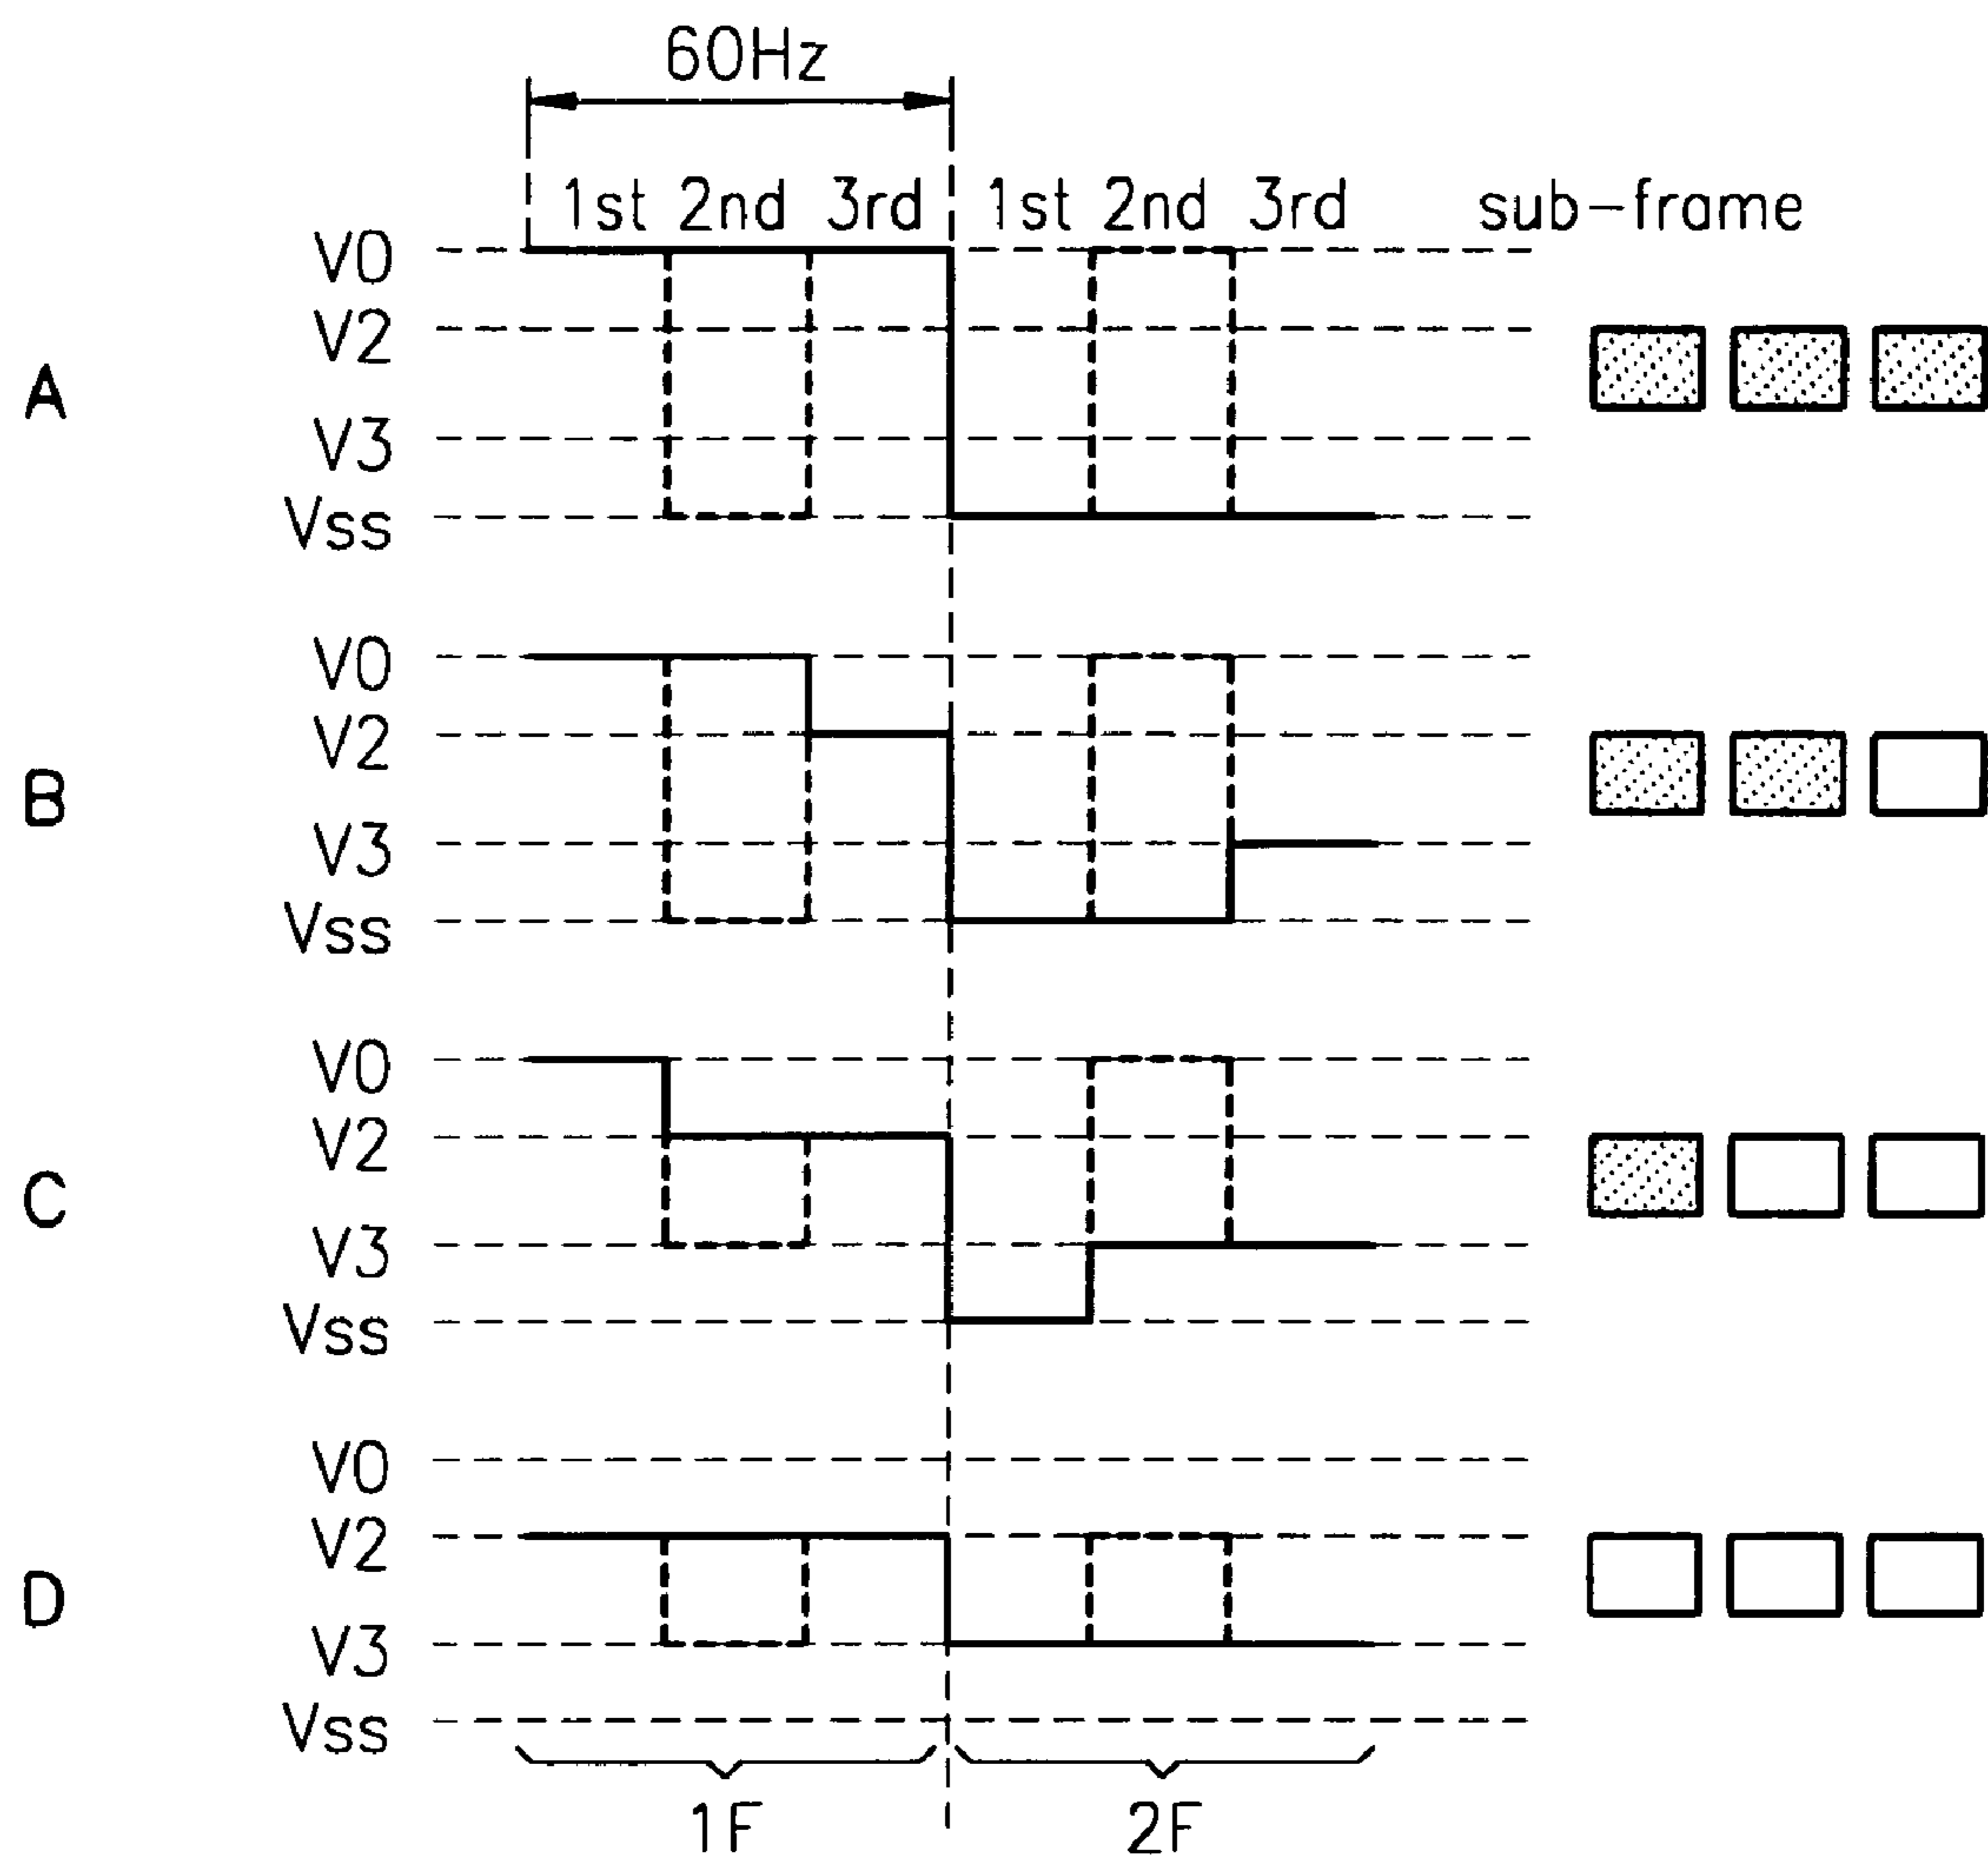 60Hz
1st 2nd 3rd 1st 2nd 3rd sub-frame
V0
V2
A
V3
Vss
V0
V2
B
V3
Vss
V0
V2
C
V3
Vss
V0
V2
D
V3
Vss
1F 2F